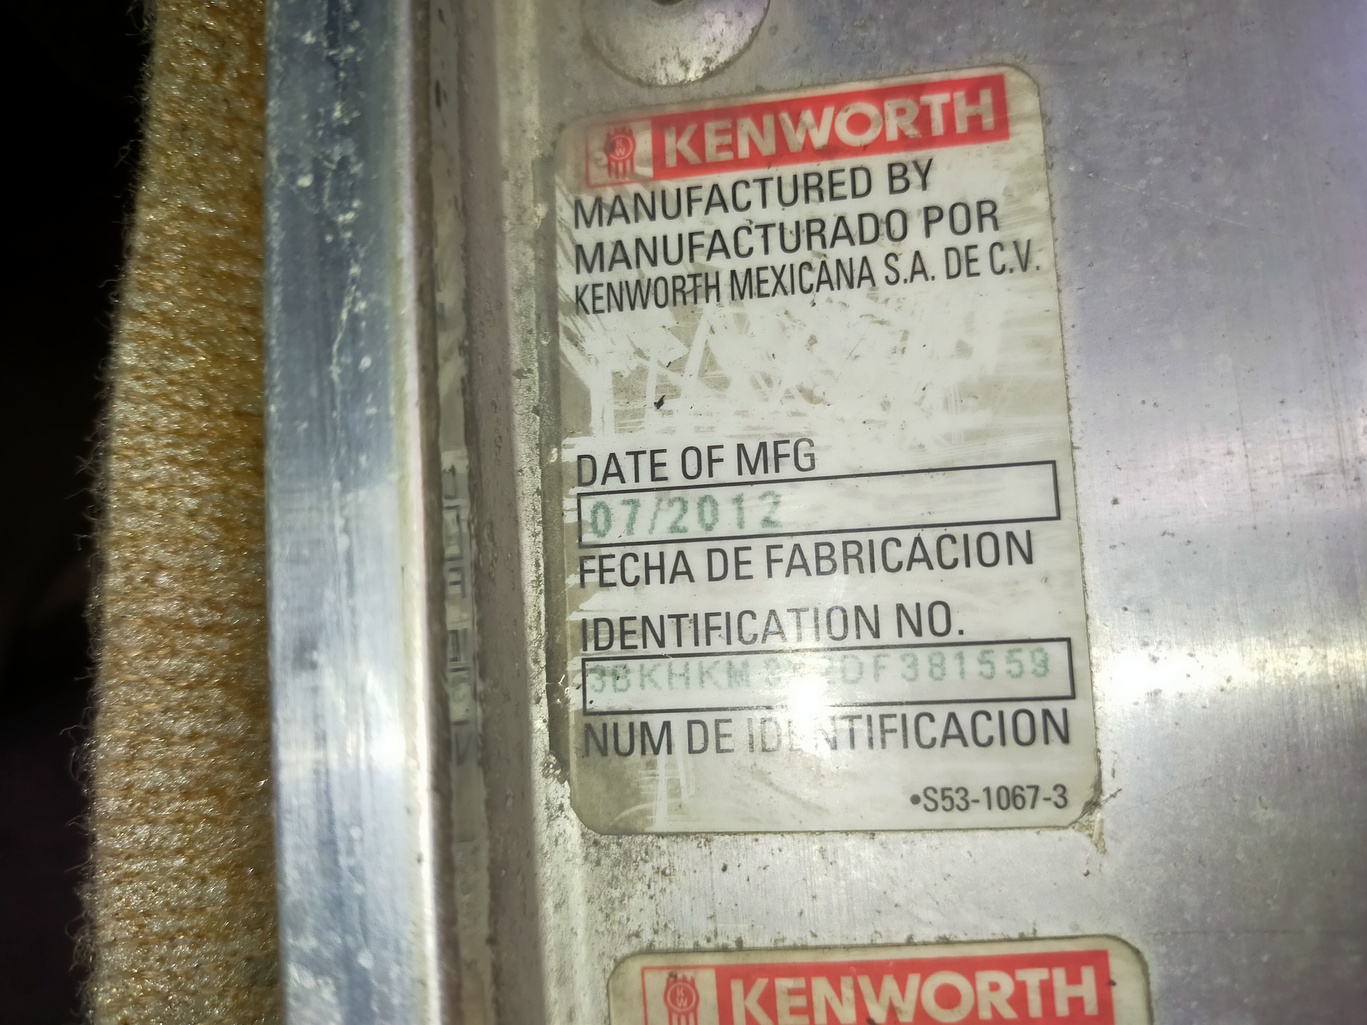 KENWORTH
MANUFACTURED BY
MANUFACTURADO POR
KENWORTH MEXICANA S.A. DE C.V.
DATE OF MFG
07/2012
FECHA DE FABRICACION
IDENTIFICATION NO.
NUM DE IDENTIFICACION
•S53-1067-3
KENWORTH